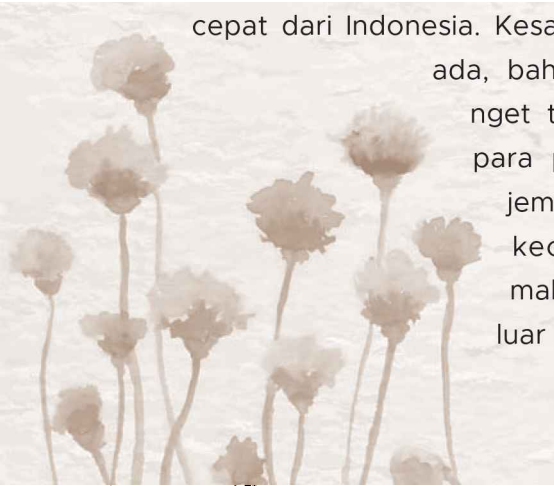 cepat dari Indonesia. Kesa
ada, bah
nget t
para p
jem
kec
mal
luar